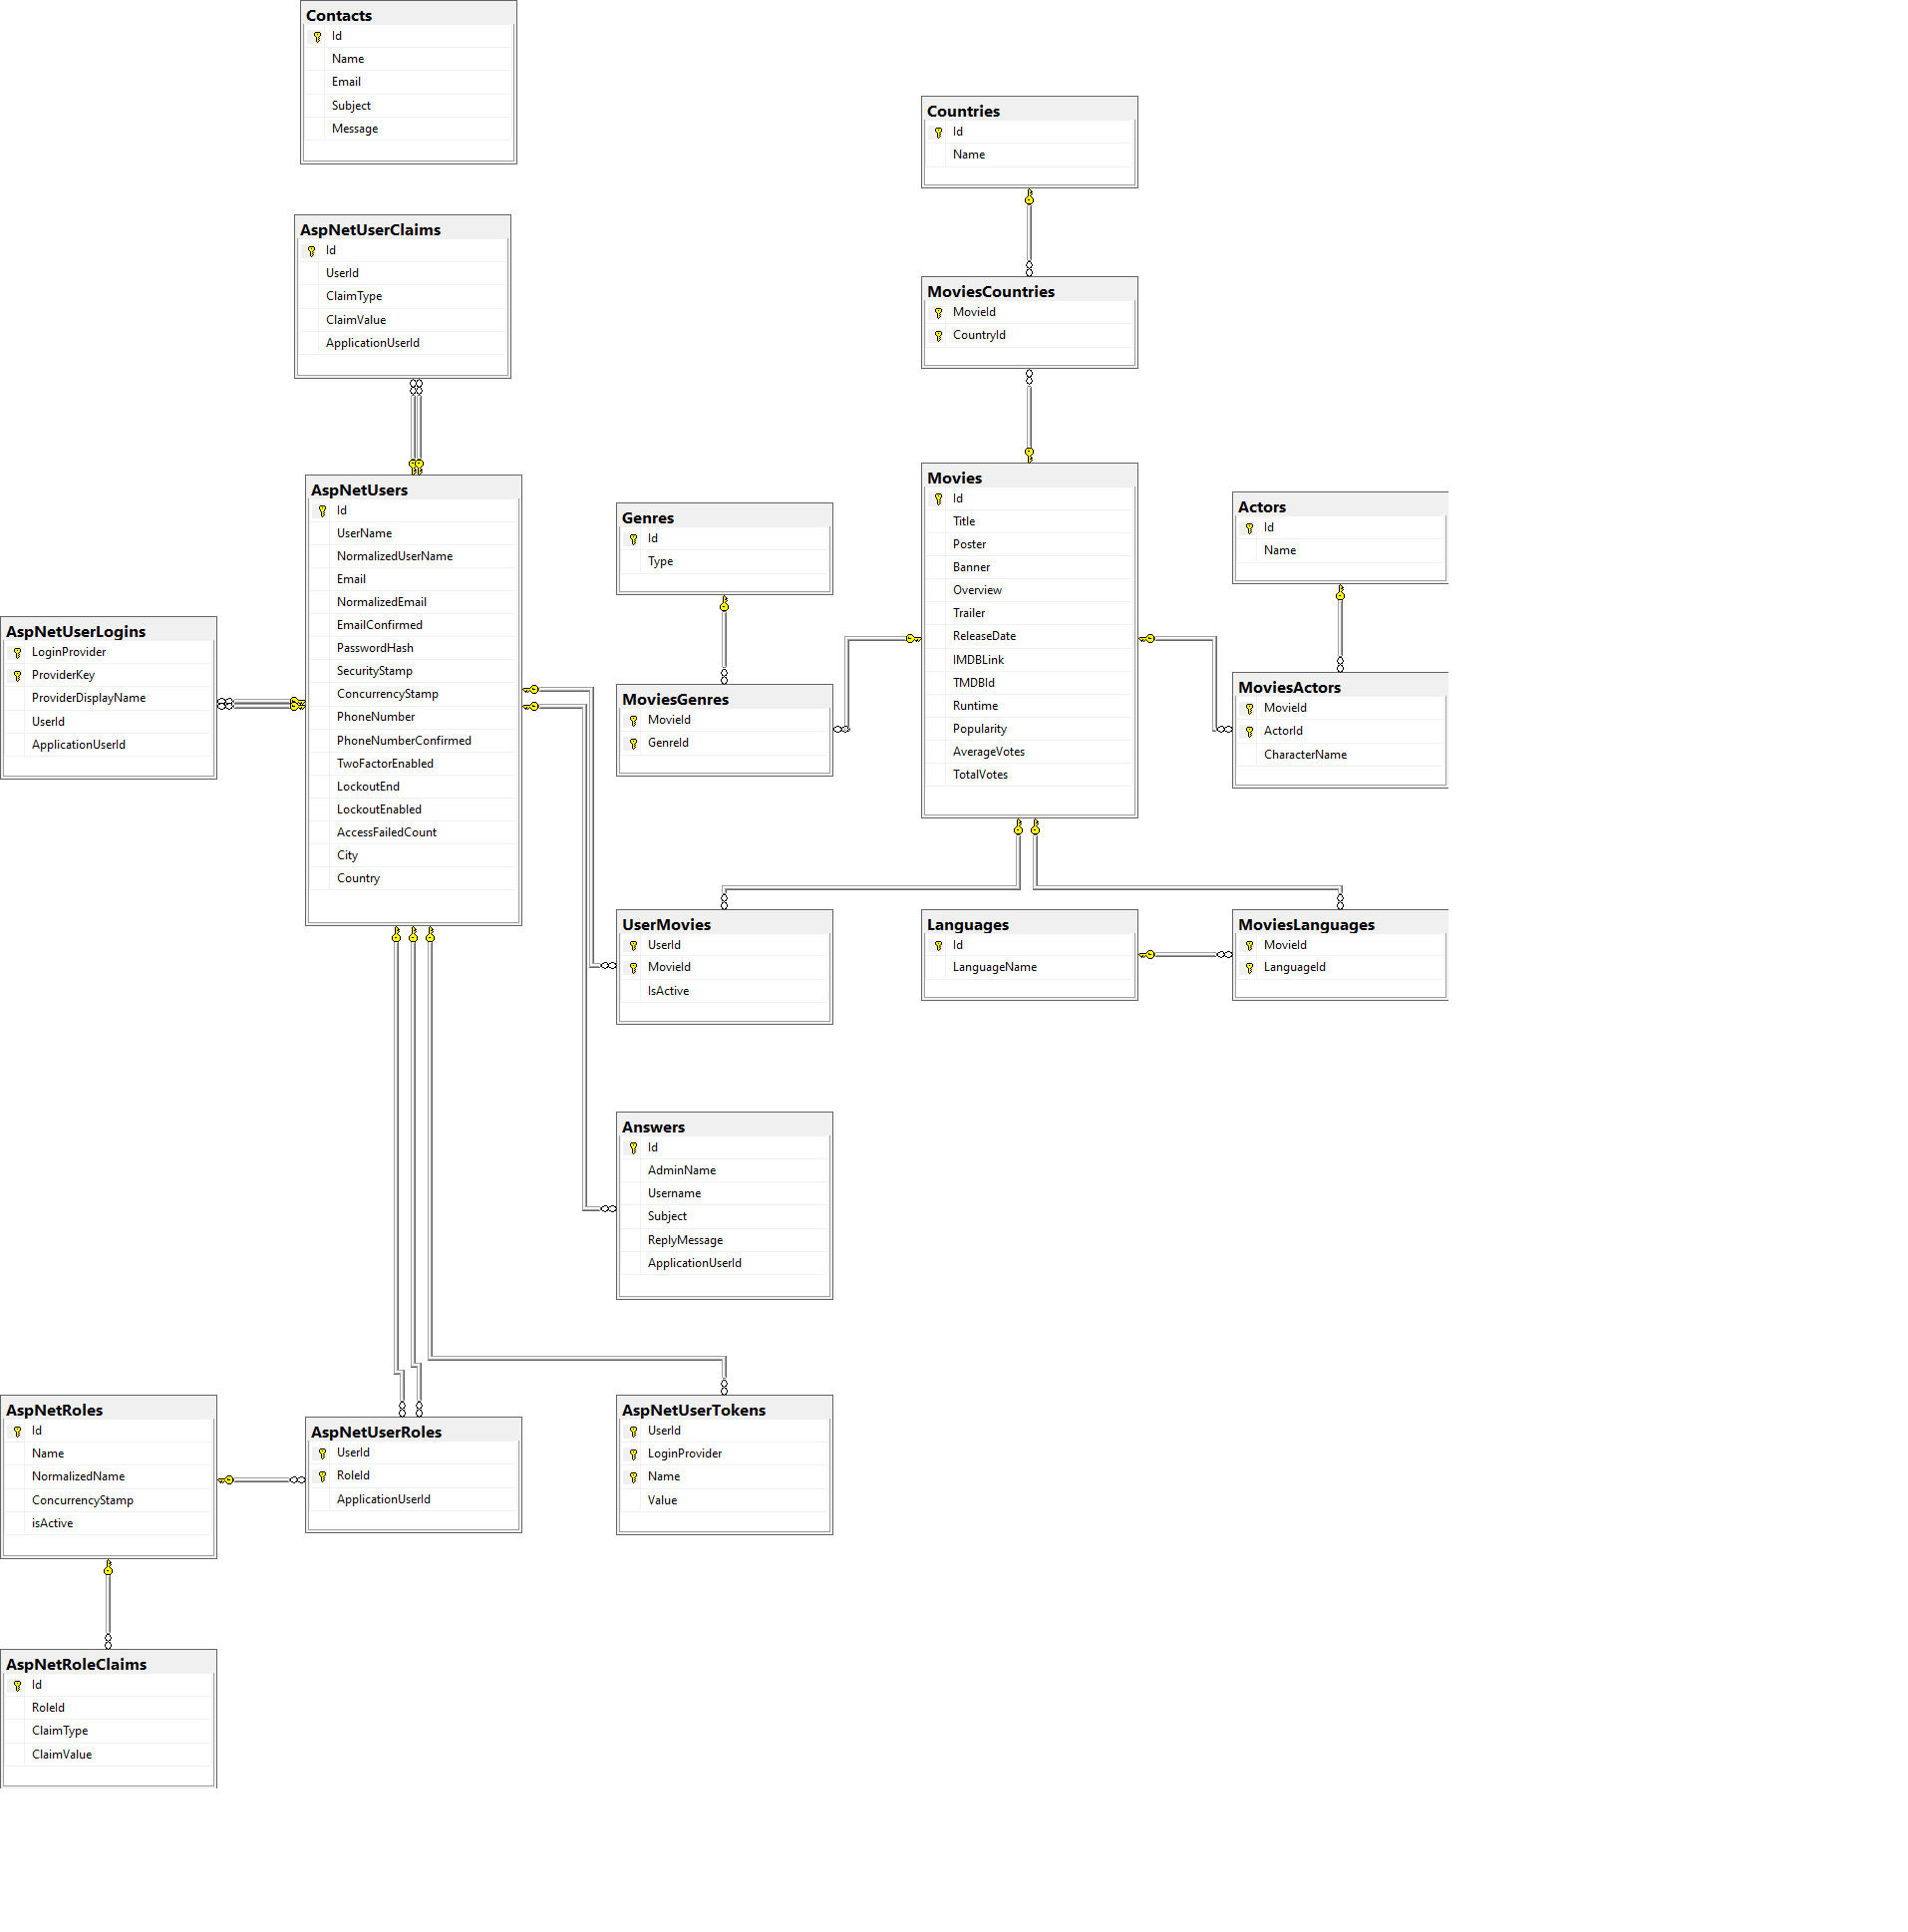 Contacts
Id
Name
Email
Subject
Message
Countries
Id
Name
AspNetUserClaims
Id
UserId
ClaimType
ClaimValue
ApplicationUserId
MoviesCountries
MovieId
CountryId
AspNetUsers
Id
UserName
NormalizedUserName
Email
NormalizedEmail
EmailConfirmed
PasswordHash
SecurityStamp
ConcurrencyStamp
PhoneNumber
PhoneNumberConfirmed
TwoFactorEnabled
LockoutEnd
LockoutEnabled
AccessFailedCount
City
Country
Genres
Id
Type
Movies
Id
Title
Poster
Banner
Overview
Trailer
ReleaseDate
IMDBLink
TMDBId
Runtime
Popularity
AverageVotes
TotalVotes
Actors
Id
Name
AspNetUserLogins
LoginProvider
ProviderKey
ProviderDisplayName
UserId
ApplicationUserId
MoviesGenres
MovieId
GenreId
MoviesActors
MovieId
ActorId
CharacterName
UserMovies
UserId
MovieId
IsActive
Languages
Id
LanguageName
MoviesLanguages
MovieId
LanguageId
Answers
Id
AdminName
Username
Subject
ReplyMessage
ApplicationUserId
AspNetRoles
Id
Name
NormalizedName
ConcurrencyStamp
isActive
AspNetUserRoles
UserId
RoleId
ApplicationUserId
AspNetUserTokens
UserId
LoginProvider
Name
Value
AspNetRoleClaims
Id
RoleId
ClaimType
ClaimValue